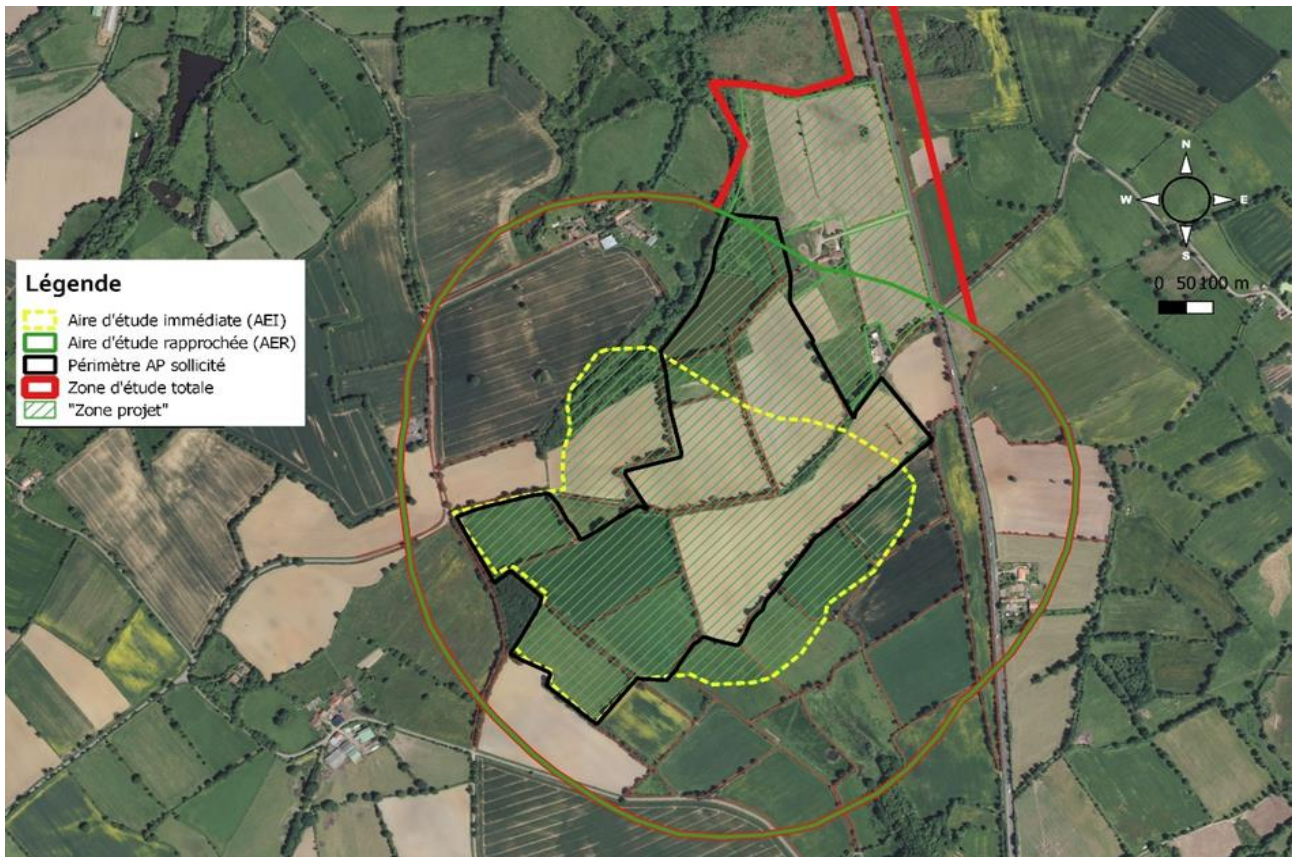 Légende
Aire d'étude immédiate (AEI)
Aire d'étude rapprochée (AER)
Périmètre AP sollicité
Zone d'étude totale
"Zone projet"
N
W
E
S
0 50 100 m